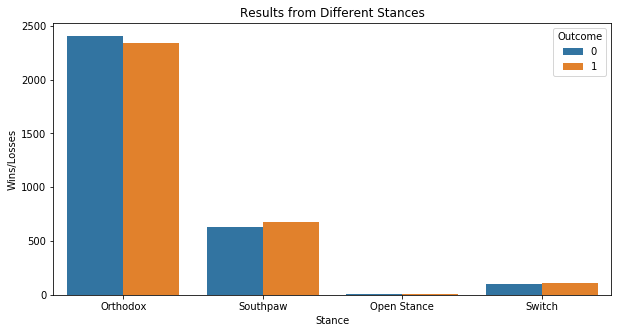 Results from Different Stances
Outcome
0
1
2500
2000
1500
1000
500
0
Wins/Losses
Orthodox
Southpaw
Open Stance
Switch
Stance